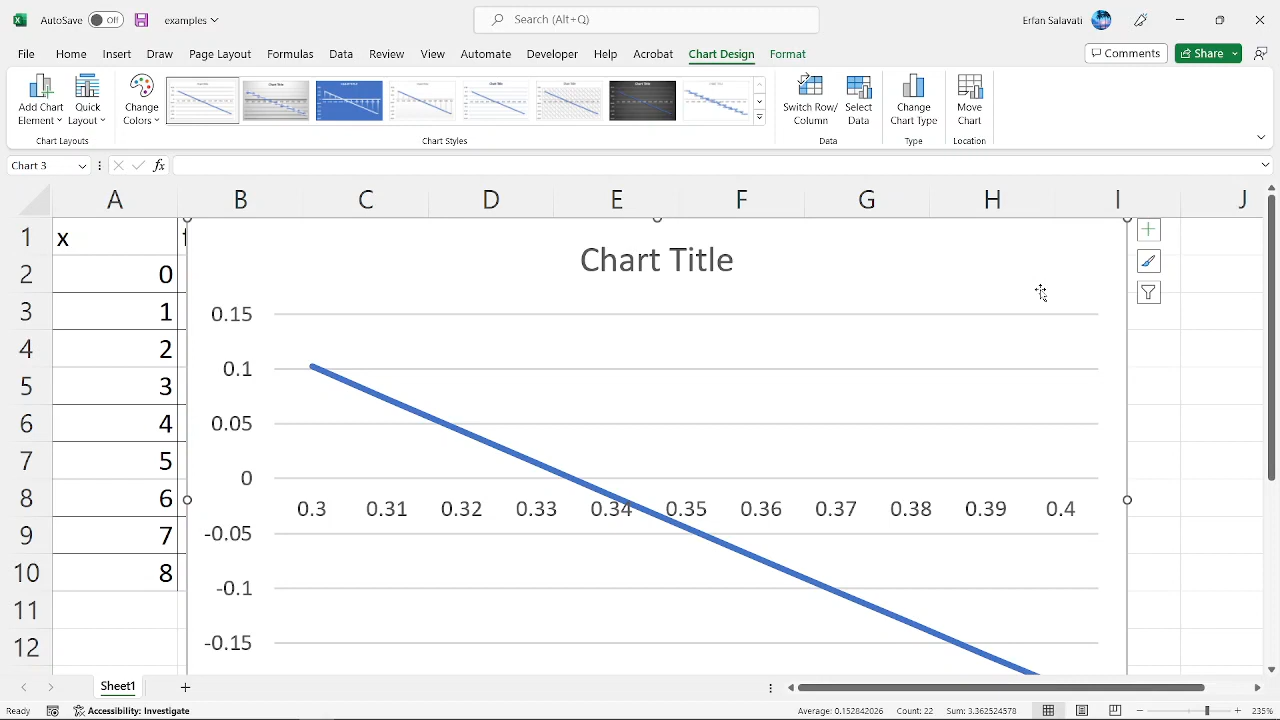 AutoSave Off examples Search (Alt+Q) Erfan Salavati
File Home Insert Draw Page Layout Formulas Data Review View Automate Developer Help Acrobat Chart Design Format Comments Share
Add Chart Element Quick Layout Change Colors Switch Row/ Column Select Data Change Chart Type Move Chart
Chart Layouts Chart Styles Data Type Location
Chart 3 fx
A B C D E F G H I J
1 x
2 0
3 1
4 2
5 3
6 4
7 5
8 6
9 7
10 8
11
12
Chart Title
0.15
0.1
0.05
0
0.3 0.31 0.32 0.33 0.34 0.35 0.36 0.37 0.38 0.39 0.4
-0.05
-0.1
-0.15
Sheet1
Ready Accessibility: Investigate Average: 0.152842026 Count: 22 Sum: 3.362524578 235%